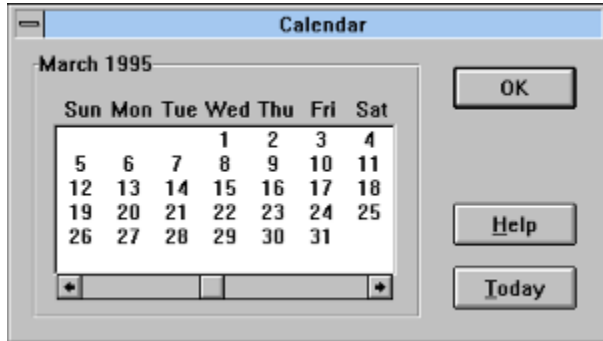 Calendar
March 1995
OK
Sun Mon Tue Wed Thu Fri Sat
1 2 3 4
5 6 7 8 9 10 11
12 13 14 15 16 17 18
19 20 21 22 23 24 25
26 27 28 29 30 31
Help
Today